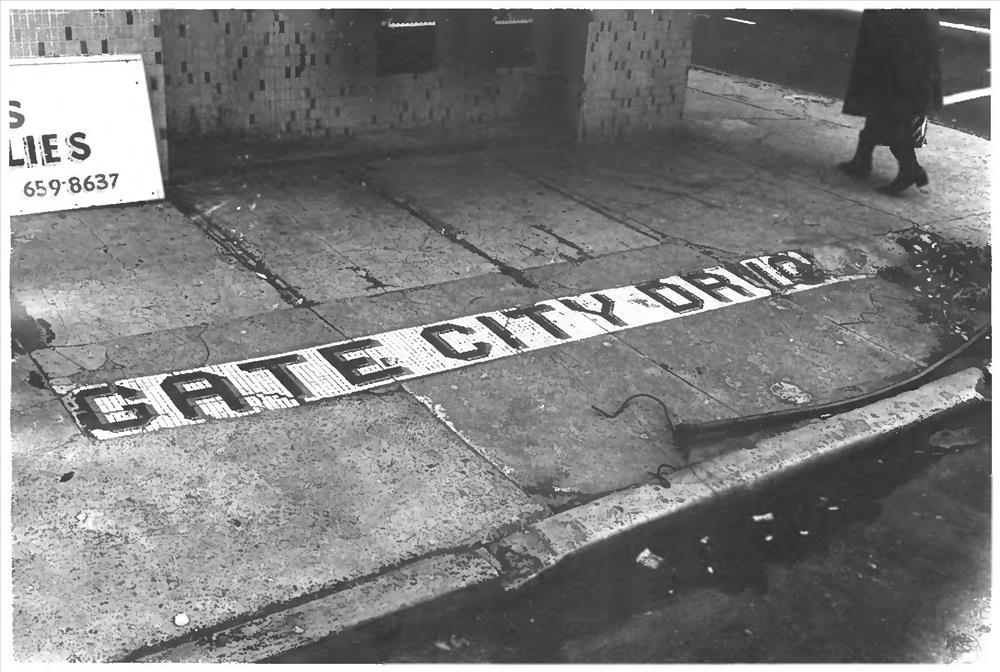 S
LIES
659-8637
GATE CITY DRUG